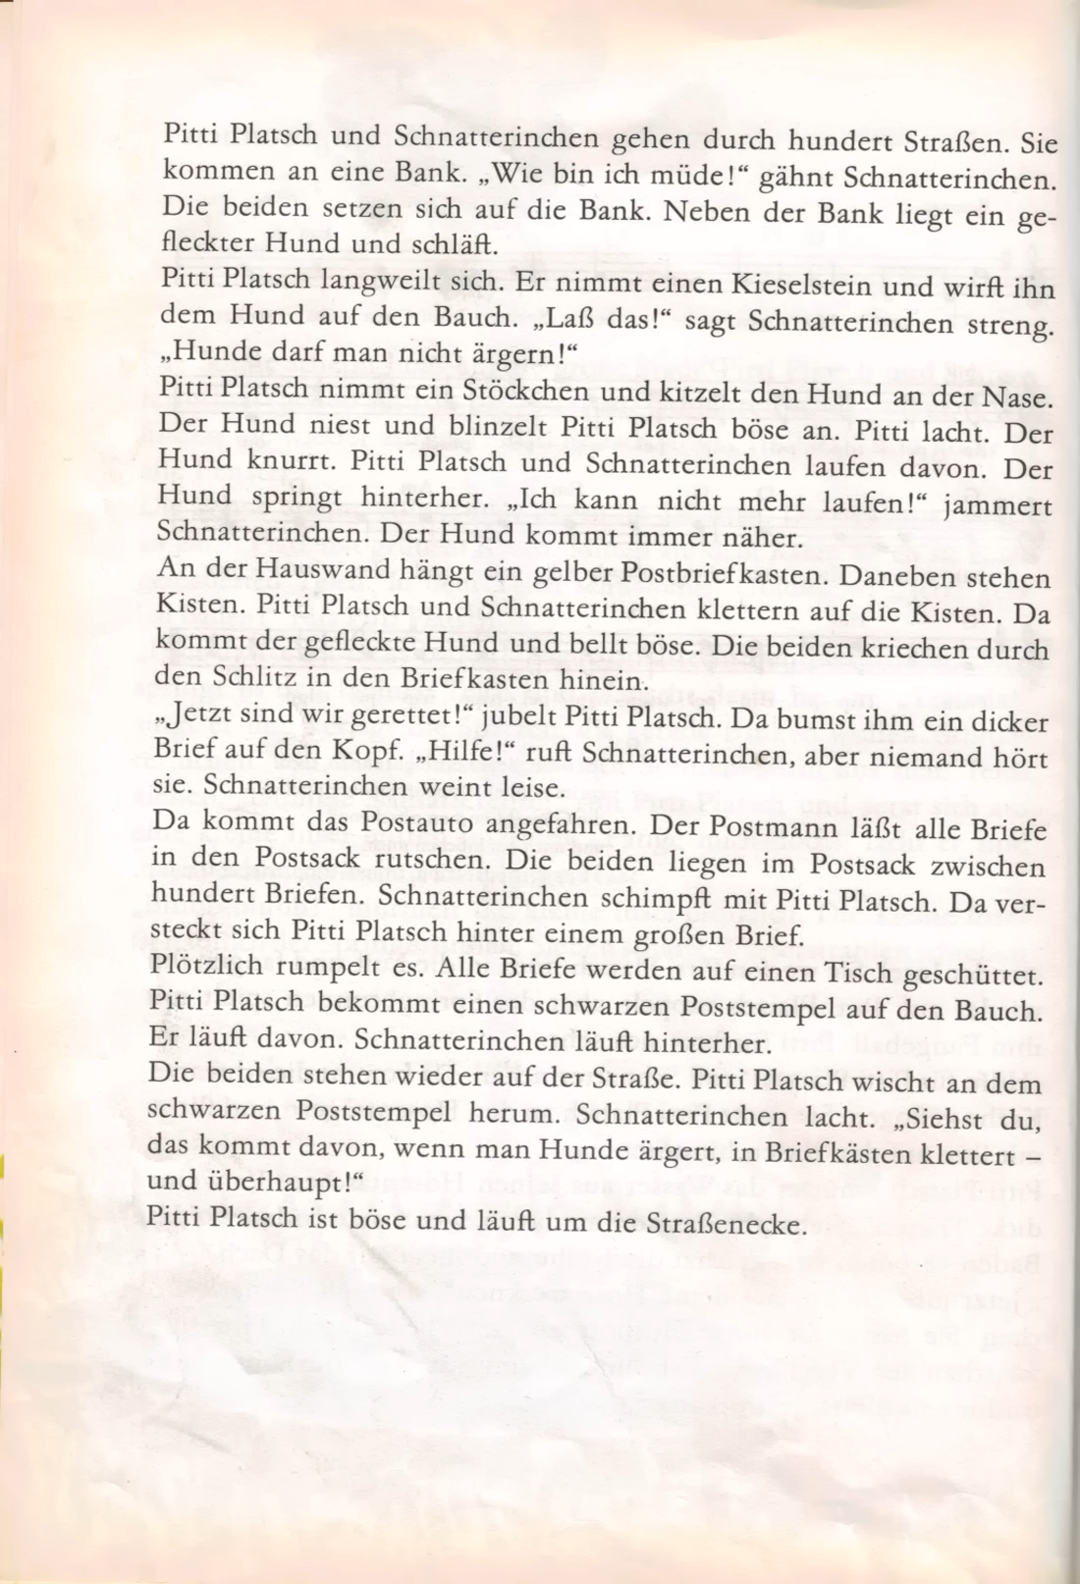 Pitti Platsch und Schnatterinchen gehen durch hundert Straßen. Sie
kommen an eine Bank. „Wie bin ich müde!“ gähnt Schnatterinchen.
Die beiden setzen sich auf die Bank. Neben der Bank liegt ein ge-
fleckter Hund und schläft.
Pitti Platsch langweilt sich. Er nimmt einen Kieselstein und wirft ihn
dem Hund auf den Bauch. „Laß das!“ sagt Schnatterinchen streng.
„Hunde darf man nicht ärgern!“
Pitti Platsch nimmt ein Stöckchen und kitzelt den Hund an der Nase.
Der Hund niest und blinzelt Pitti Platsch böse an. Pitti lacht. Der
Hund knurrt. Pitti Platsch und Schnatterinchen laufen davon. Der
Hund springt hinterher. „Ich kann nicht mehr laufen!“ jammert
Schnatterinchen. Der Hund kommt immer näher.
An der Hauswand hängt ein gelber Postbriefkasten. Daneben stehen
Kisten. Pitti Platsch und Schnatterinchen klettern auf die Kisten. Da
kommt der gefleckte Hund und bellt böse. Die beiden kriechen durch
den Schlitz in den Briefkasten hinein.
„Jetzt sind wir gerettet!“ jubelt Pitti Platsch. Da bumst ihm ein dicker
Brief auf den Kopf. „Hilfe!“ ruft Schnatterinchen, aber niemand hört
sie. Schnatterinchen weint leise.
Da kommt das Postauto angefahren. Der Postmann läßt alle Briefe
in den Postsack rutschen. Die beiden liegen im Postsack zwischen
hundert Briefen. Schnatterinchen schimpft mit Pitti Platsch. Da ver-
steckt sich Pitti Platsch hinter einem großen Brief.
Plötzlich rumpelt es. Alle Briefe werden auf einen Tisch geschüttet.
Pitti Platsch bekommt einen schwarzen Poststempel auf den Bauch.
Er läuft davon. Schnatterinchen läuft hinterher.
Die beiden stehen wieder auf der Straße. Pitti Platsch wischt an dem
schwarzen Poststempel herum. Schnatterinchen lacht. „Siehst du,
das kommt davon, wenn man Hunde ärgert, in Briefkästen klettert –
und überhaupt!“
Pitti Platsch ist böse und läuft um die Straßenecke.